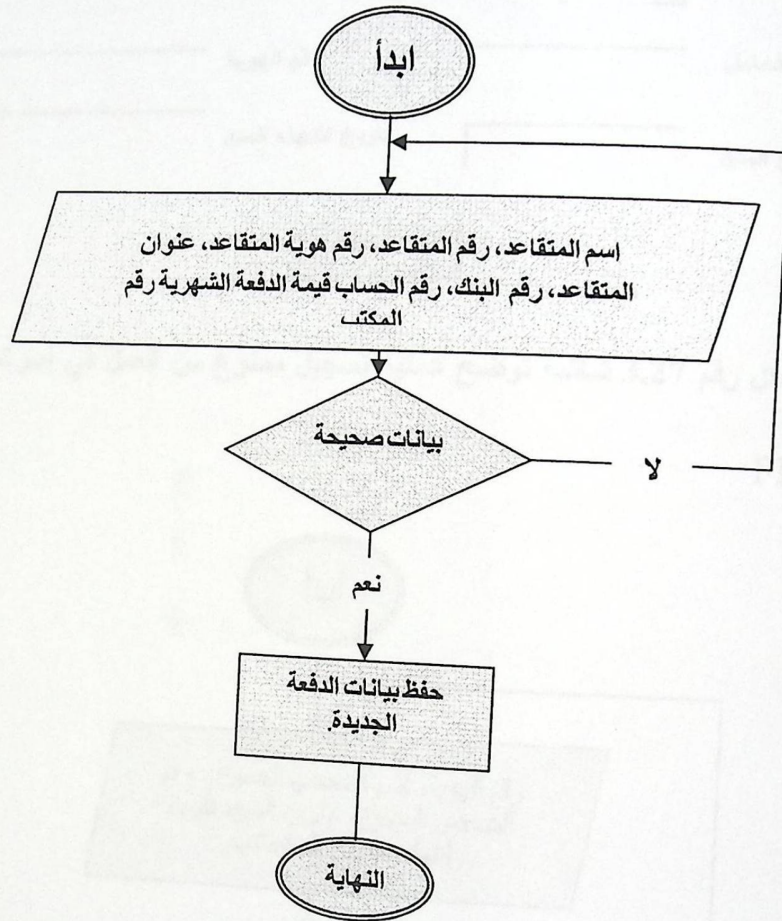 ابدأ
اسم المتقاعد، رقم المتقاعد، رقم هوية المتقاعد، عنوان
المتقاعد، رقم البنك، رقم الحساب قيمة الدفعة الشهرية رقم
المكتب
بيانات صحيحة
لا
نعم
حفظ بيانات الدفعة
الجديدة.
النهاية